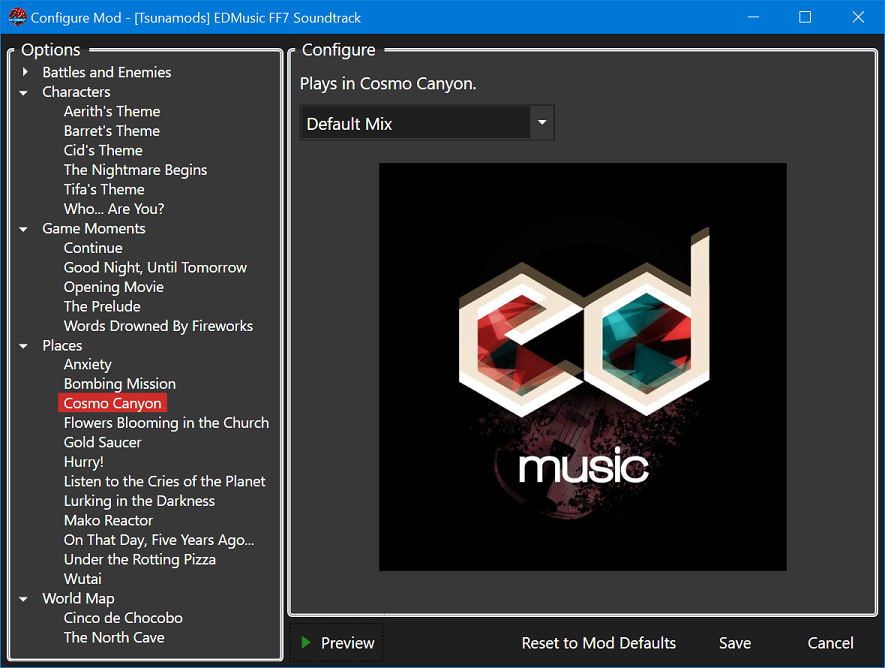 Configure Mod - [Tsunamods] EDMusic FF7 Soundtrack
Options
Battles and Enemies
Characters
Aerith's Theme
Barret's Theme
Cid's Theme
The Nightmare Begins
Tifa's Theme
Who... Are You?
Game Moments
Continue
Good Night, Until Tomorrow
Opening Movie
The Prelude
Words Drowned By Fireworks
Places
Anxiety
Bombing Mission
Cosmo Canyon
Flowers Blooming in the Church
Gold Saucer
Hurry!
Listen to the Cries of the Planet
Lurking in the Darkness
Mako Reactor
On That Day, Five Years Ago...
Under the Rotting Pizza
Wutai
World Map
Cinco de Chocobo
The North Cave
Configure
Plays in Cosmo Canyon.
Default Mix
ed
music
Preview
Reset to Mod Defaults
Save
Cancel